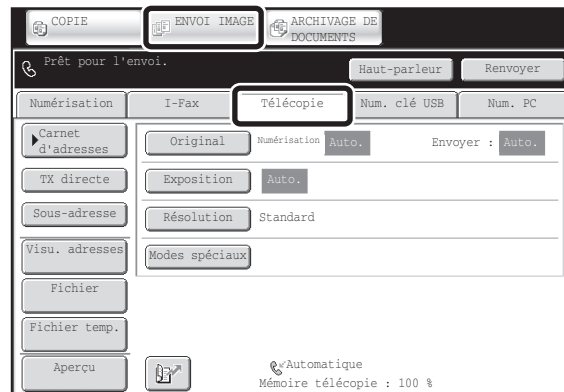 COPIE
ENVOI IMAGE
ARCHIVAGE DE
DOCUMENTS
Prêt pour l'envoi.
Haut-parleur
Renvoyer
Numérisation
I-Fax
Télécopie
Num. clé USB
Num. PC
Carnet
d'adresses
Original
Numérisation
Auto.
Envoyer :
Auto.
TX directe
Exposition
Auto.
Sous-adresse
Résolution
Standard
Visu. adresses
Modes spéciaux
Fichier
Fichier temp.
Aperçu
Automatique
Mémoire télécopie : 100 %